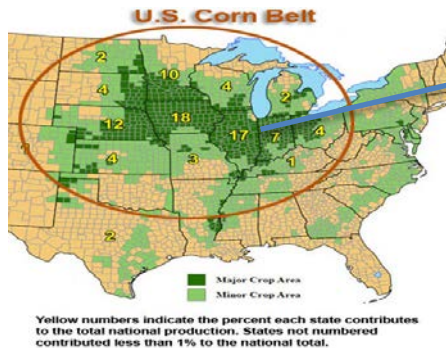 U.S. Corn Belt
2
10
4
4
2
12
18
17
7
4
4
3
1
2
Major Crop Area
Minor Crop Area
Yellow numbers indicate the percent each state contributes
to the total national production. States not numbered
contributed less than 1% to the national total.